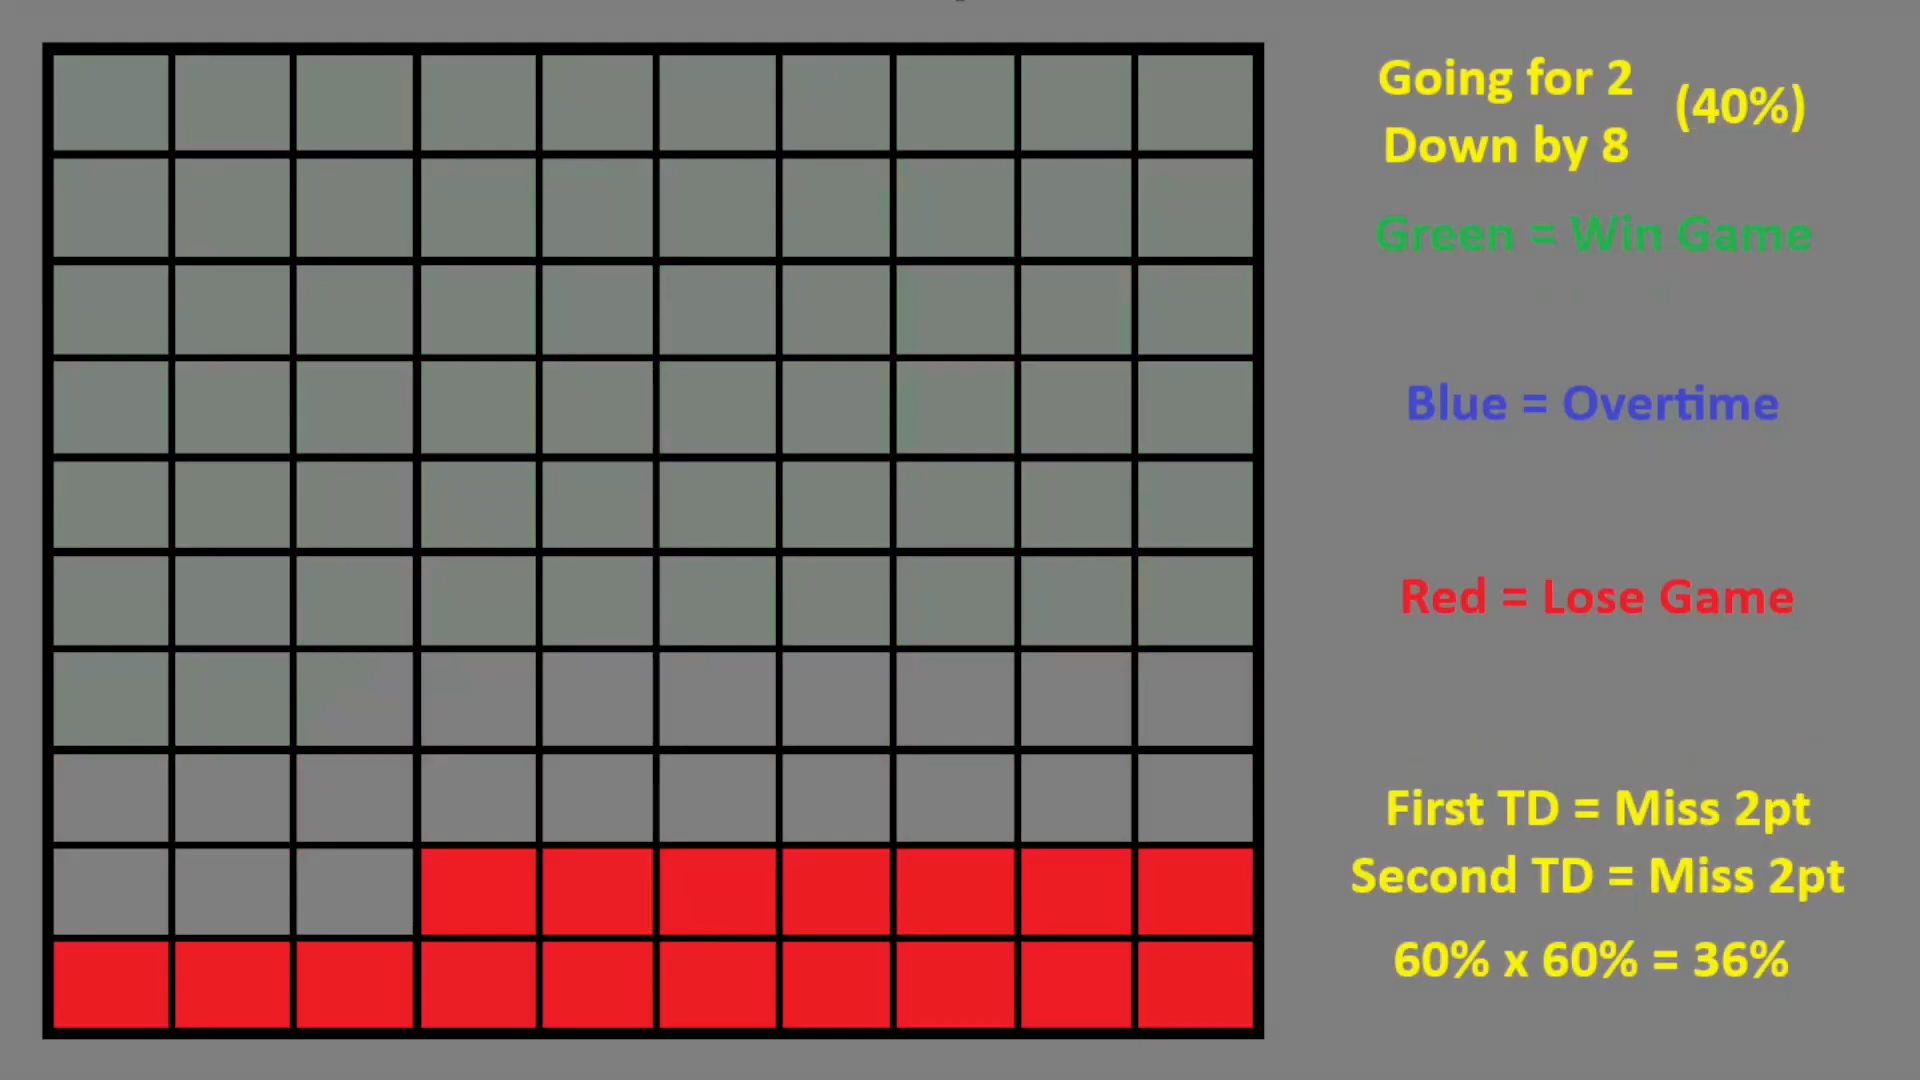 Going for 2
(40%)
Down by 8
Green = Win Game
Blue = Overtime
Red = Lose Game
First TD = Miss 2pt
Second TD = Miss 2pt
60% x 60% = 36%